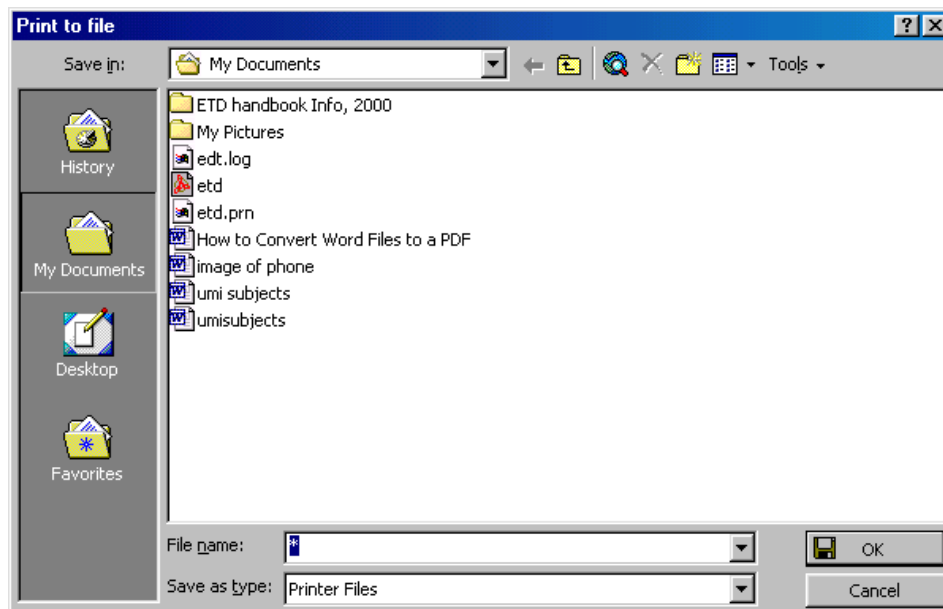 Print to file
Save in:
My Documents
Tools
History
My Documents
Desktop
Favorites
ETD handbook Info, 2000
My Pictures
edt.log
etd
etd.prn
How to Convert Word Files to a PDF
image of phone
umi subjects
umisubjects
File name:
*
OK
Save as type:
Printer Files
Cancel